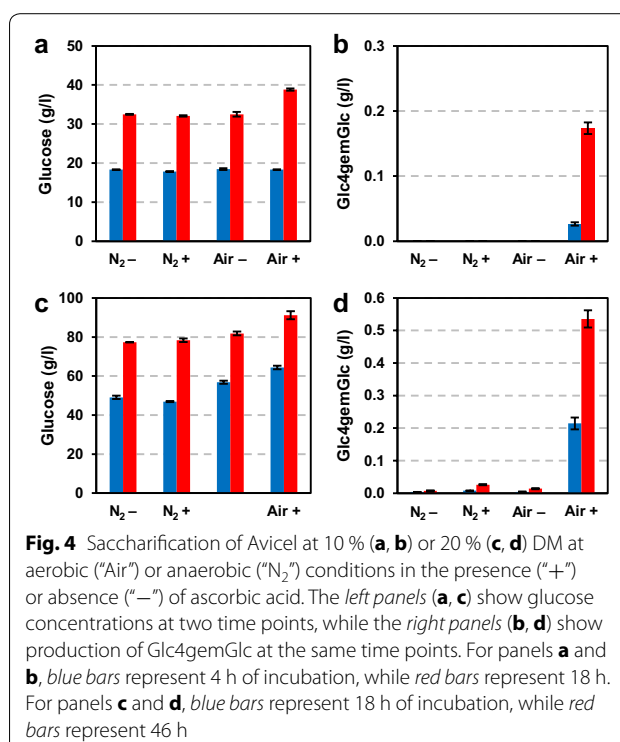 a
b
50
40
30
20
10
0
Glucose (g/l)
N₂ −
N₂ +
Air −
Air +
0.3
0.2
0.1
0.0
Glc4gemGlc (g/l)
N₂ −
N₂ +
Air −
Air +
c
d
100
80
60
40
20
0
Glucose (g/l)
N₂ −
N₂ +
Air +
0.6
0.5
0.4
0.3
0.2
0.1
0.0
Glc4gemGlc (g/l)
N₂ −
N₂ +
Air −
Air +
Fig. 4 Saccharification of Avicel at 10 % (a, b) or 20 % (c, d) DM at
aerobic (“Air”) or anaerobic (“N₂”) conditions in the presence (“+”)
or absence (“−”) of ascorbic acid. The left panels (a, c) show glucose
concentrations at two time points, while the right panels (b, d) show
production of Glc4gemGlc at the same time points. For panels a and
b, blue bars represent 4 h of incubation, while red bars represent 18 h.
For panels c and d, blue bars represent 18 h of incubation, while red
bars represent 46 h